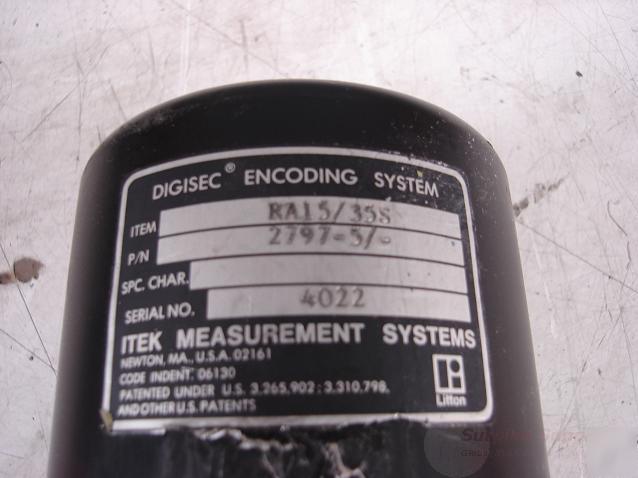 DIGISEC® ENCODING SYSTEM
ITEM RA15/35S
P/N 2797-5/-
SPC. CHAR.
SERIAL NO. 4022
ITEK MEASUREMENT SYSTEMS
NEWTON, MA., U.S.A. 02161
CODE INDENT. 06130
PATENTED UNDER U.S. 3,265,902 : 3,310,798,
AND OTHER U.S. PATENTS
Litton